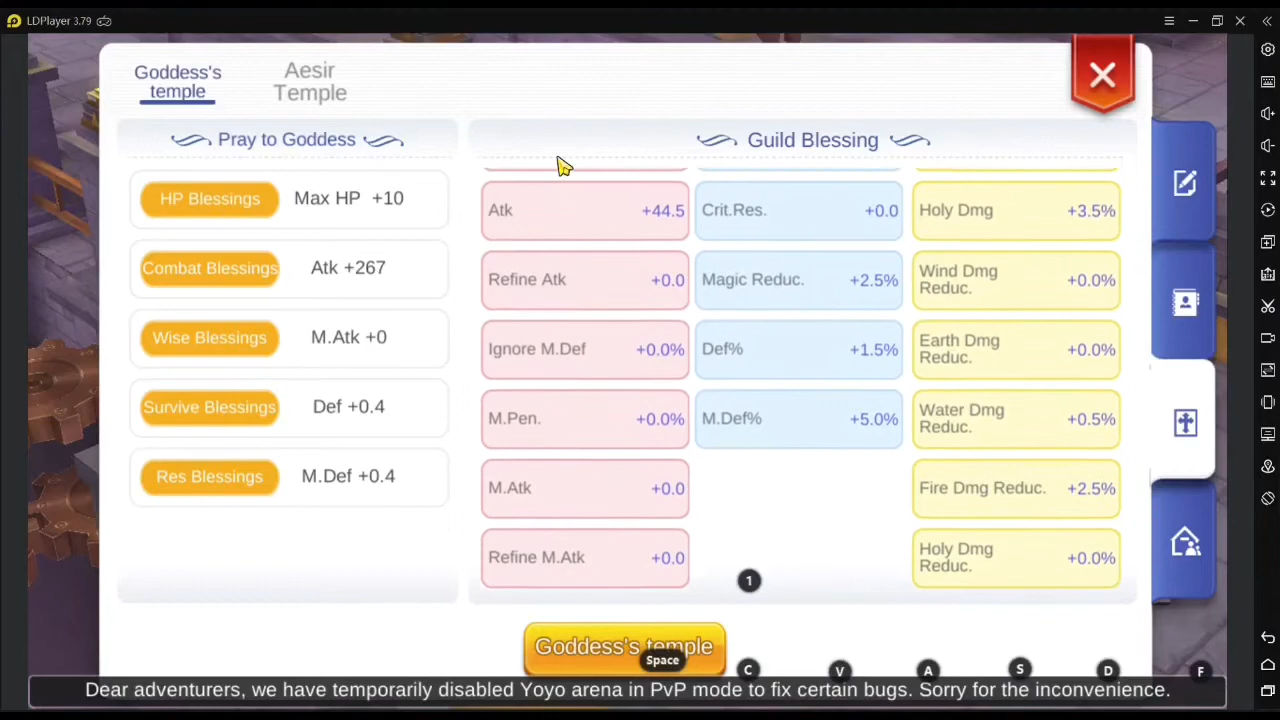 LDPlayer 3.79
Goddess's
temple
Aesir
Temple
Pray to Goddess
HP Blessings
Max HP +10
Combat Blessings
Atk +267
Wise Blessings
M.Atk +0
Survive Blessings
Def +0.4
Res Blessings
M.Def +0.4
Guild Blessing
Atk +44.5
Crit.Res. +0.0
Holy Dmg +3.5%
Refine Atk +0.0
Magic Reduc. +2.5%
Wind Dmg
Reduc. +0.0%
Ignore M.Def +0.0%
Def% +1.5%
Earth Dmg
Reduc. +0.0%
M.Pen. +0.0%
M.Def% +5.0%
Water Dmg
Reduc. +0.5%
M.Atk +0.0
Fire Dmg Reduc. +2.5%
Refine M.Atk +0.0
Holy Dmg
Reduc. +0.0%
1
Goddess's temple
Space
C
V
A
S
D
F
Dear adventurers, we have temporarily disabled Yoyo arena in PvP mode to fix certain bugs. Sorry for the inconvenience.